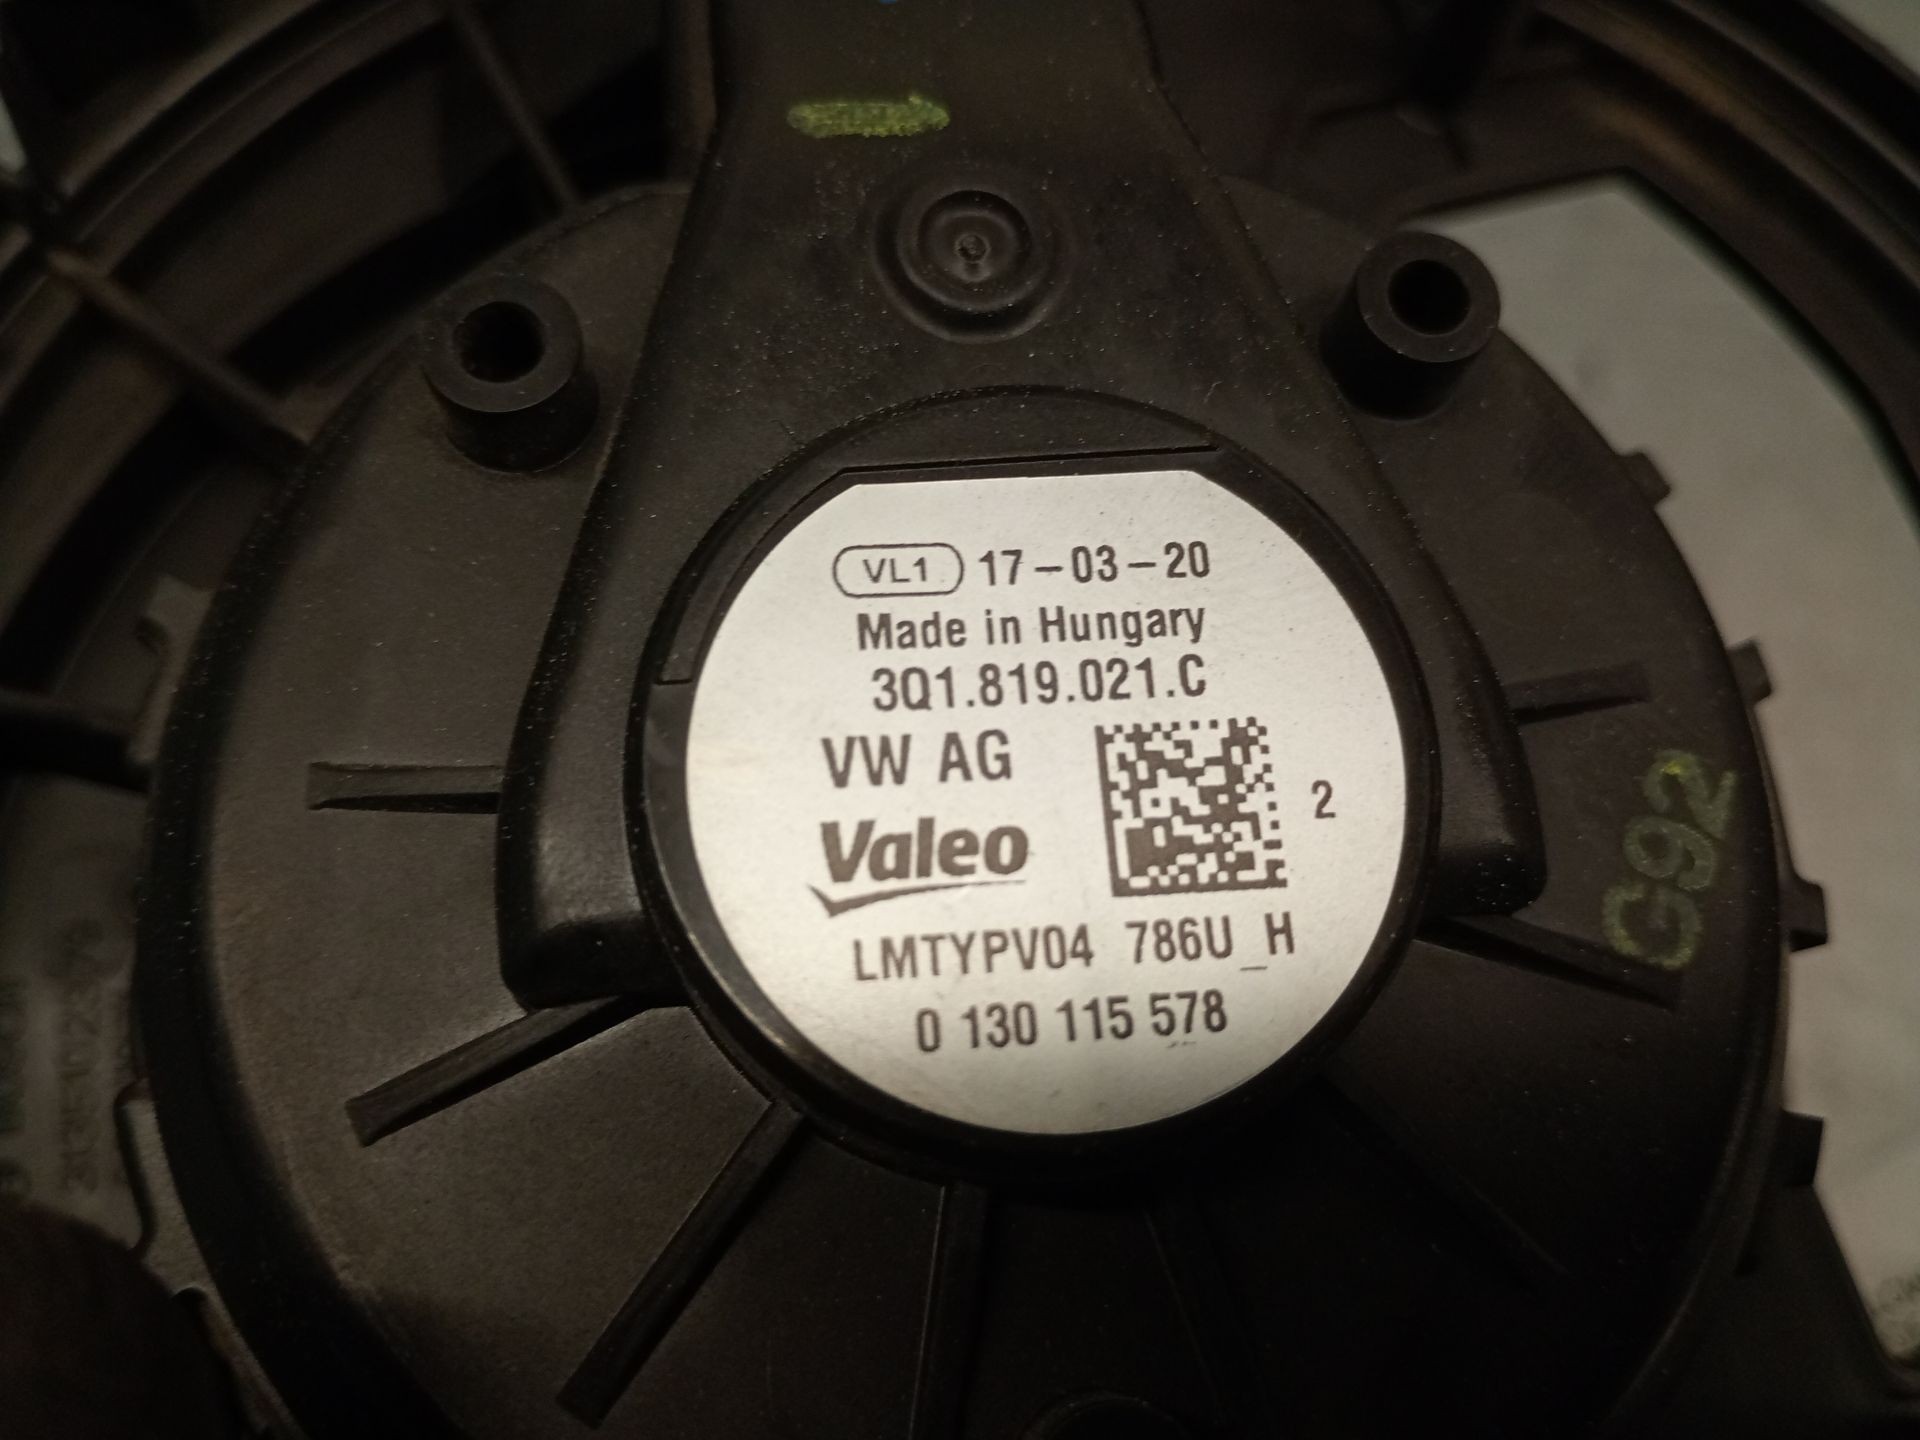 VL1 17-03-20
Made in Hungary
3Q1.819.021.C
VW AG
2
Valeo
LMTYPV04 786U_H
0 130 115 578
G92